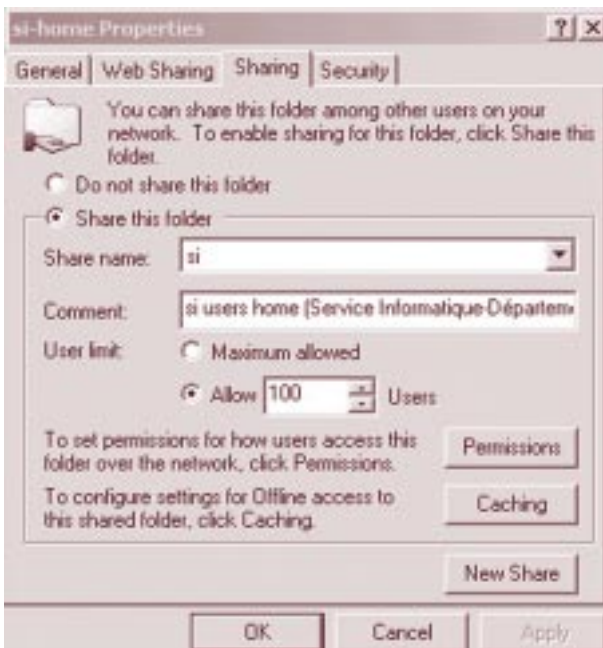 si-home Properties
General
Web Sharing
Sharing
Security
You can share this folder among other users on your
network. To enable sharing for this folder, click Share this
folder.
Do not share this folder
Share this folder
Share name:
si
Comment:
si users home (Service Informatique-Départem
User limit:
Maximum allowed
Allow 100 Users
To set permissions for how users access this
folder over the network, click Permissions.
Permissions
To configure settings for Offline access to
this shared folder, click Caching.
Caching
New Share
OK
Cancel
Apply